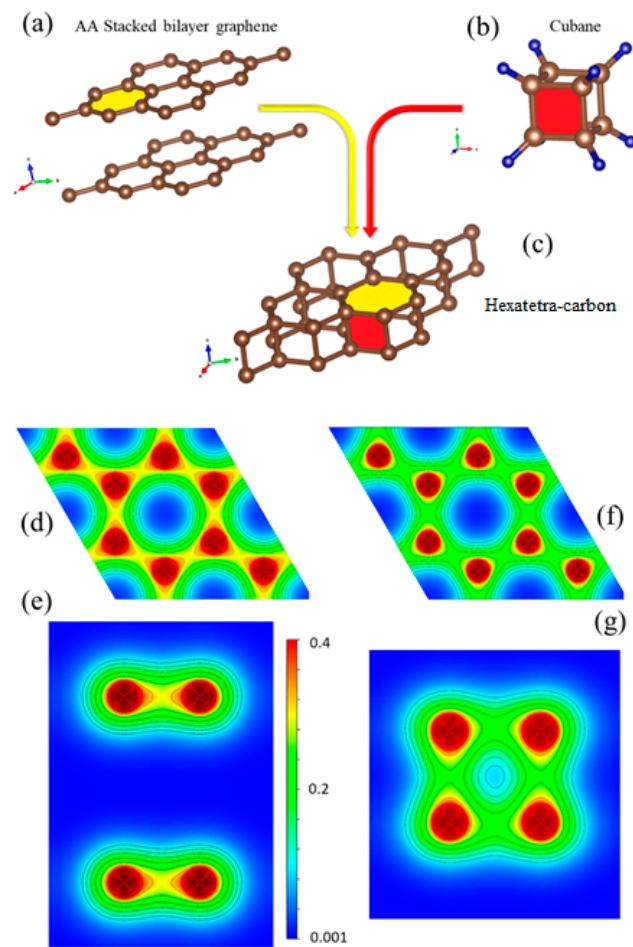 (a) AA Stacked bilayer graphene
(b) Cubane
(c)
Hexatetra-carbon
(d)
(f)
(e)
(g)
0.4
0.2
0.001